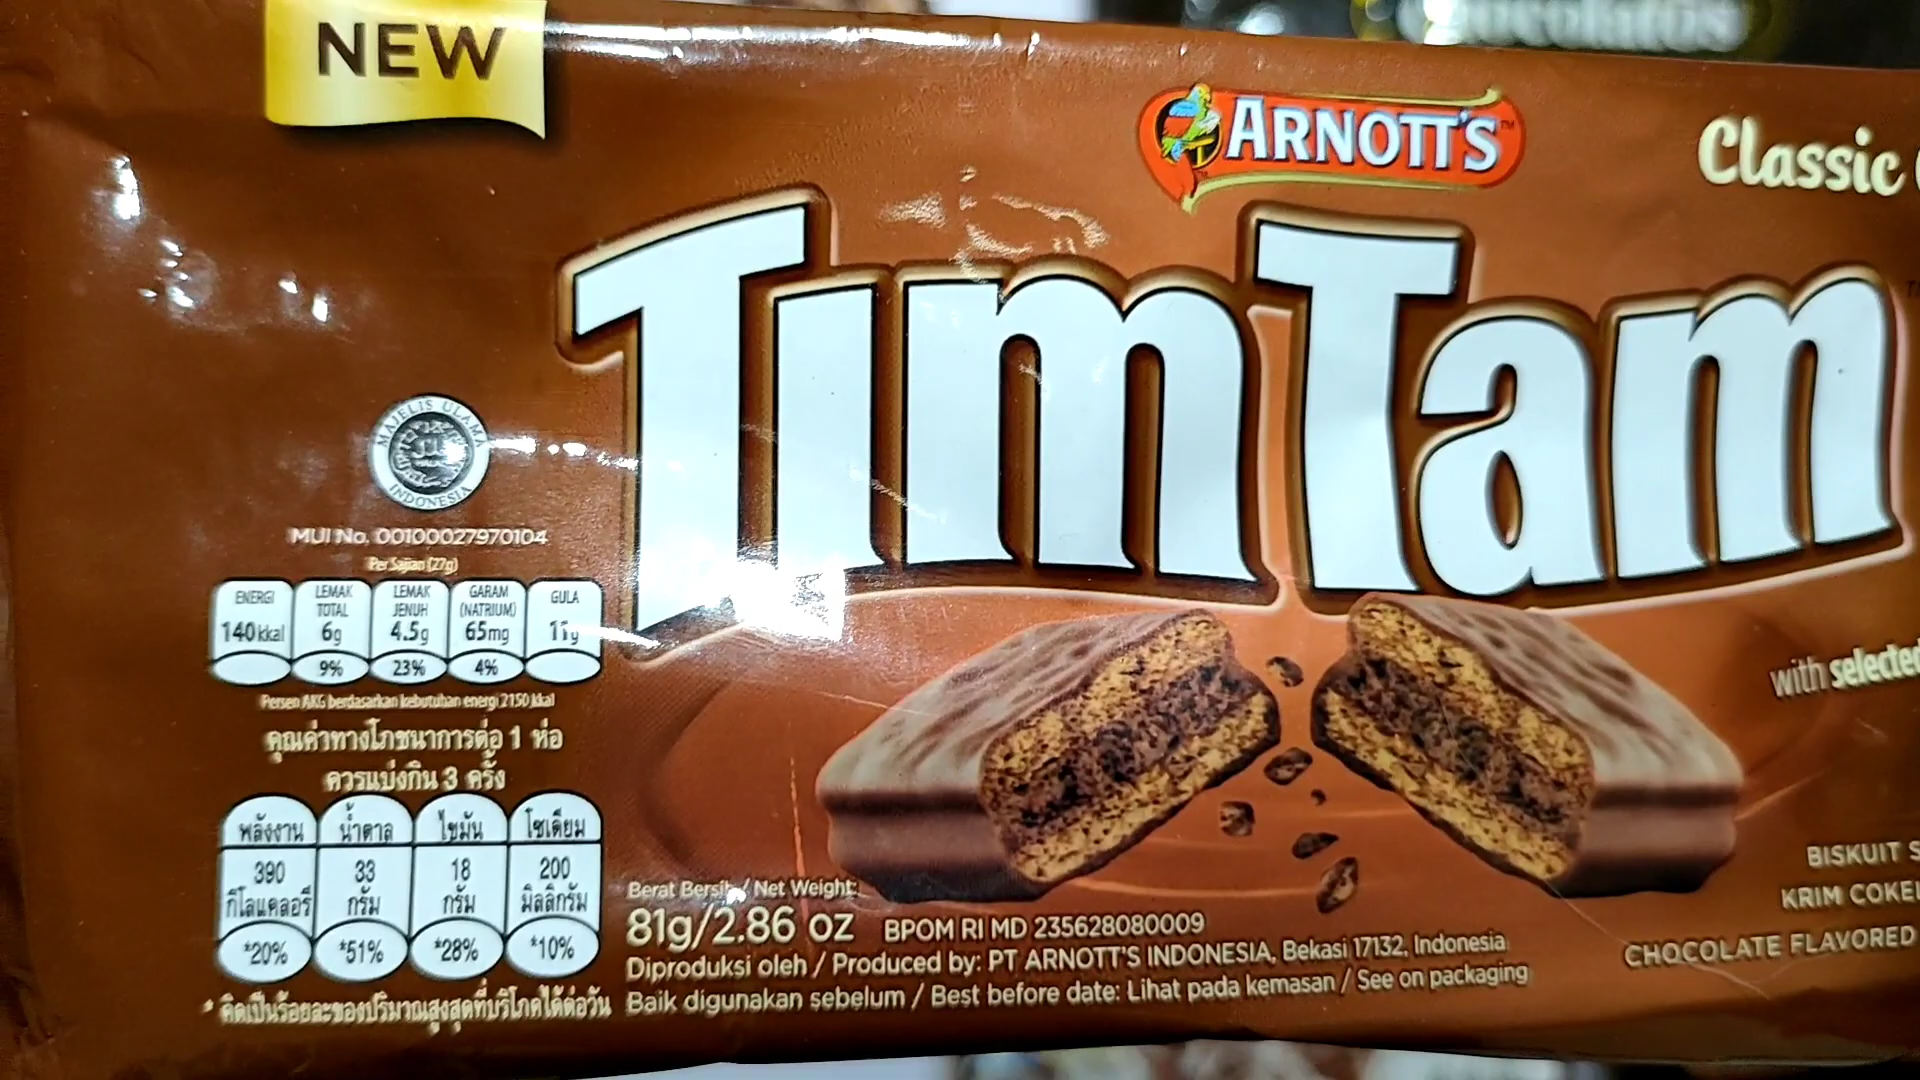 NEW
ARNOTT'S™
Classic
TimTam
MAJELIS ULAMA
INDONESIA
MUI No. 00100027970104
Per Sajian (27g)
ENERGI LEMAK TOTAL LEMAK JENUH GARAM (NATRIUM) GULA
140kkal 6g 4.5g 65mg 11g
9% 23% 4%
Persen AKG berdasarkan kebutuhan energi 2150 kkal
คุณค่าทางโภชนาการต่อ 1 ห่อ
ควรแบ่งกิน 3 ครั้ง
พลังงาน น้ำตาล ไขมัน โซเดียม
390 33 18 200
กิโลแคลอรี กรัม กรัม มิลลิกรัม
*20% *51% *28% *10%
* คิดเป็นร้อยละของปริมาณสูงสุดที่บริโภคได้ต่อวัน
with selected
Berat Bersih / Net Weight:
81g/2.86 oz BPOM RI MD 235628080009
Diproduksi oleh / Produced by: PT ARNOTT'S INDONESIA, Bekasi 17132, Indonesia
Baik digunakan sebelum / Best before date: Lihat pada kemasan / See on packaging
BISKUIT
KRIM
CHOCOLATE FLAVORED